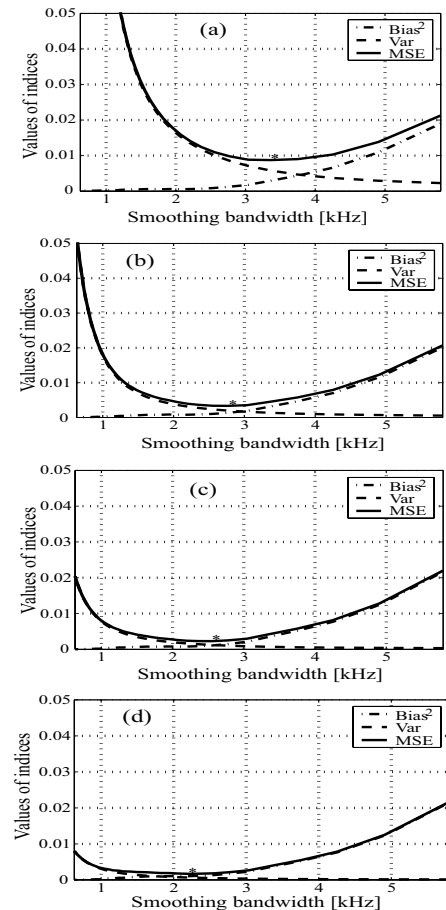 (a)
Bias²
Var
MSE
Values of indices
0.05
0.04
0.03
0.02
0.01
0
1 2 3 4 5
Smoothing bandwidth [kHz]
(b)
Bias²
Var
MSE
Values of indices
0.05
0.04
0.03
0.02
0.01
0
1 2 3 4 5
Smoothing bandwidth [kHz]
(c)
Bias²
Var
MSE
Values of indices
0.05
0.04
0.03
0.02
0.01
0
1 2 3 4 5
Smoothing bandwidth [kHz]
(d)
Bias²
Var
MSE
Values of indices
0.05
0.04
0.03
0.02
0.01
0
1 2 3 4 5
Smoothing bandwidth [kHz]